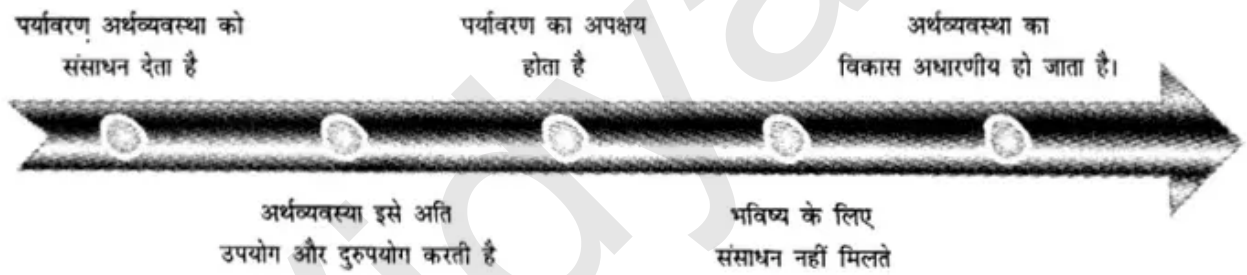 पर्यावरण अर्थव्यवस्था को
संसाधन देता है
पर्यावरण का अपक्षय
होता है
अर्थव्यवस्था का
विकास अधारणीय हो जाता है।
अर्थव्यवस्या इसे अति
उपयोग और दुरुपयोग करती है
भविष्य के लिए
संसाधन नहीं मिलते